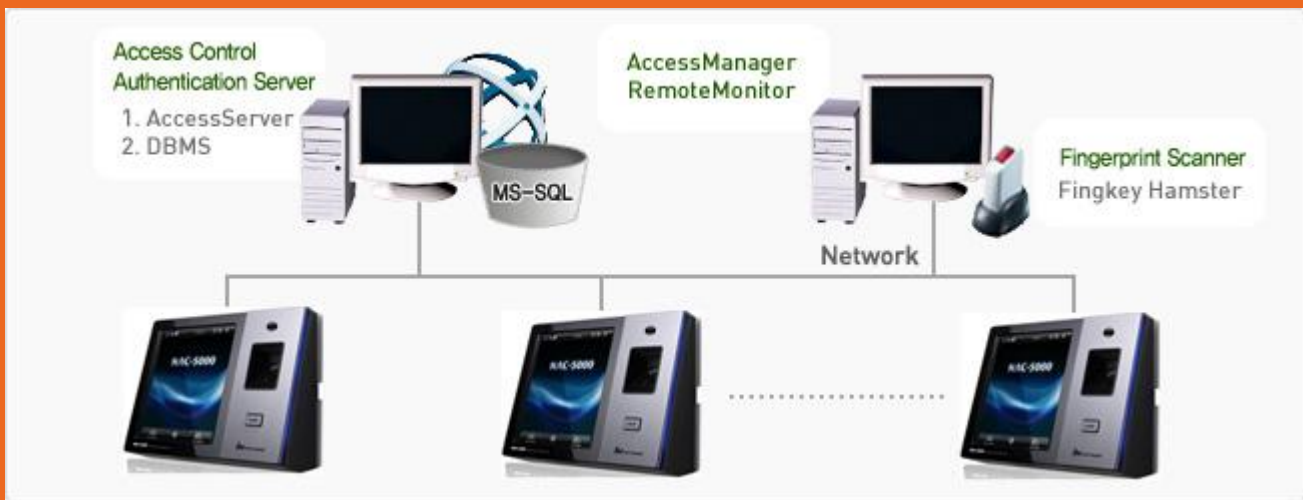 Access Control
Authentication Server
1. AccessServer
2. DBMS
MS-SQL
AccessManager
RemoteMonitor
Fingerprint Scanner
Fingkey Hamster
Network
NAC-5000
NAC-5000
NAC-5000